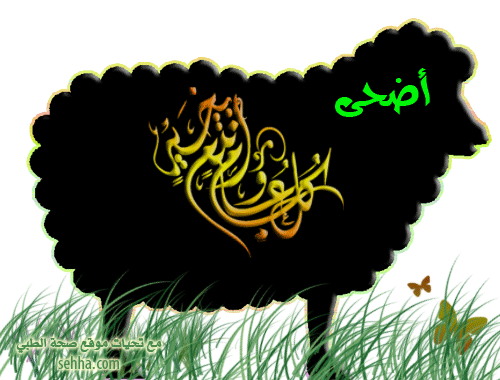 أضحى
كل عام وأنتم بخير
مع تحيات موقع صحة الطبي
sehha.com